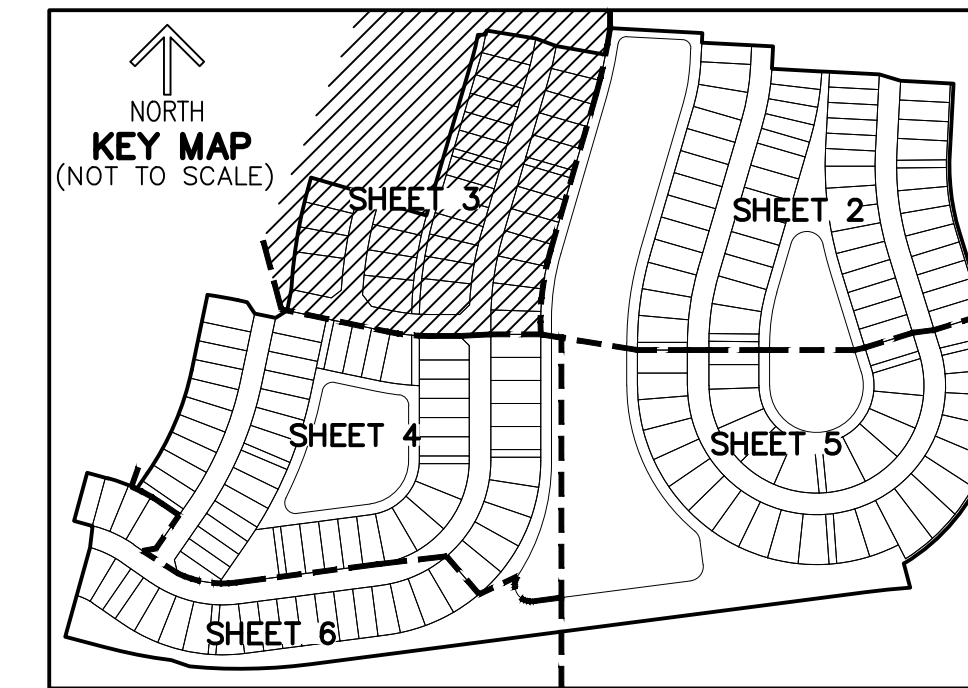 NORTH
KEY MAP
(NOT TO SCALE)
SHEET 3
SHEET 2
SHEET 4
SHEET 5
SHEET 6